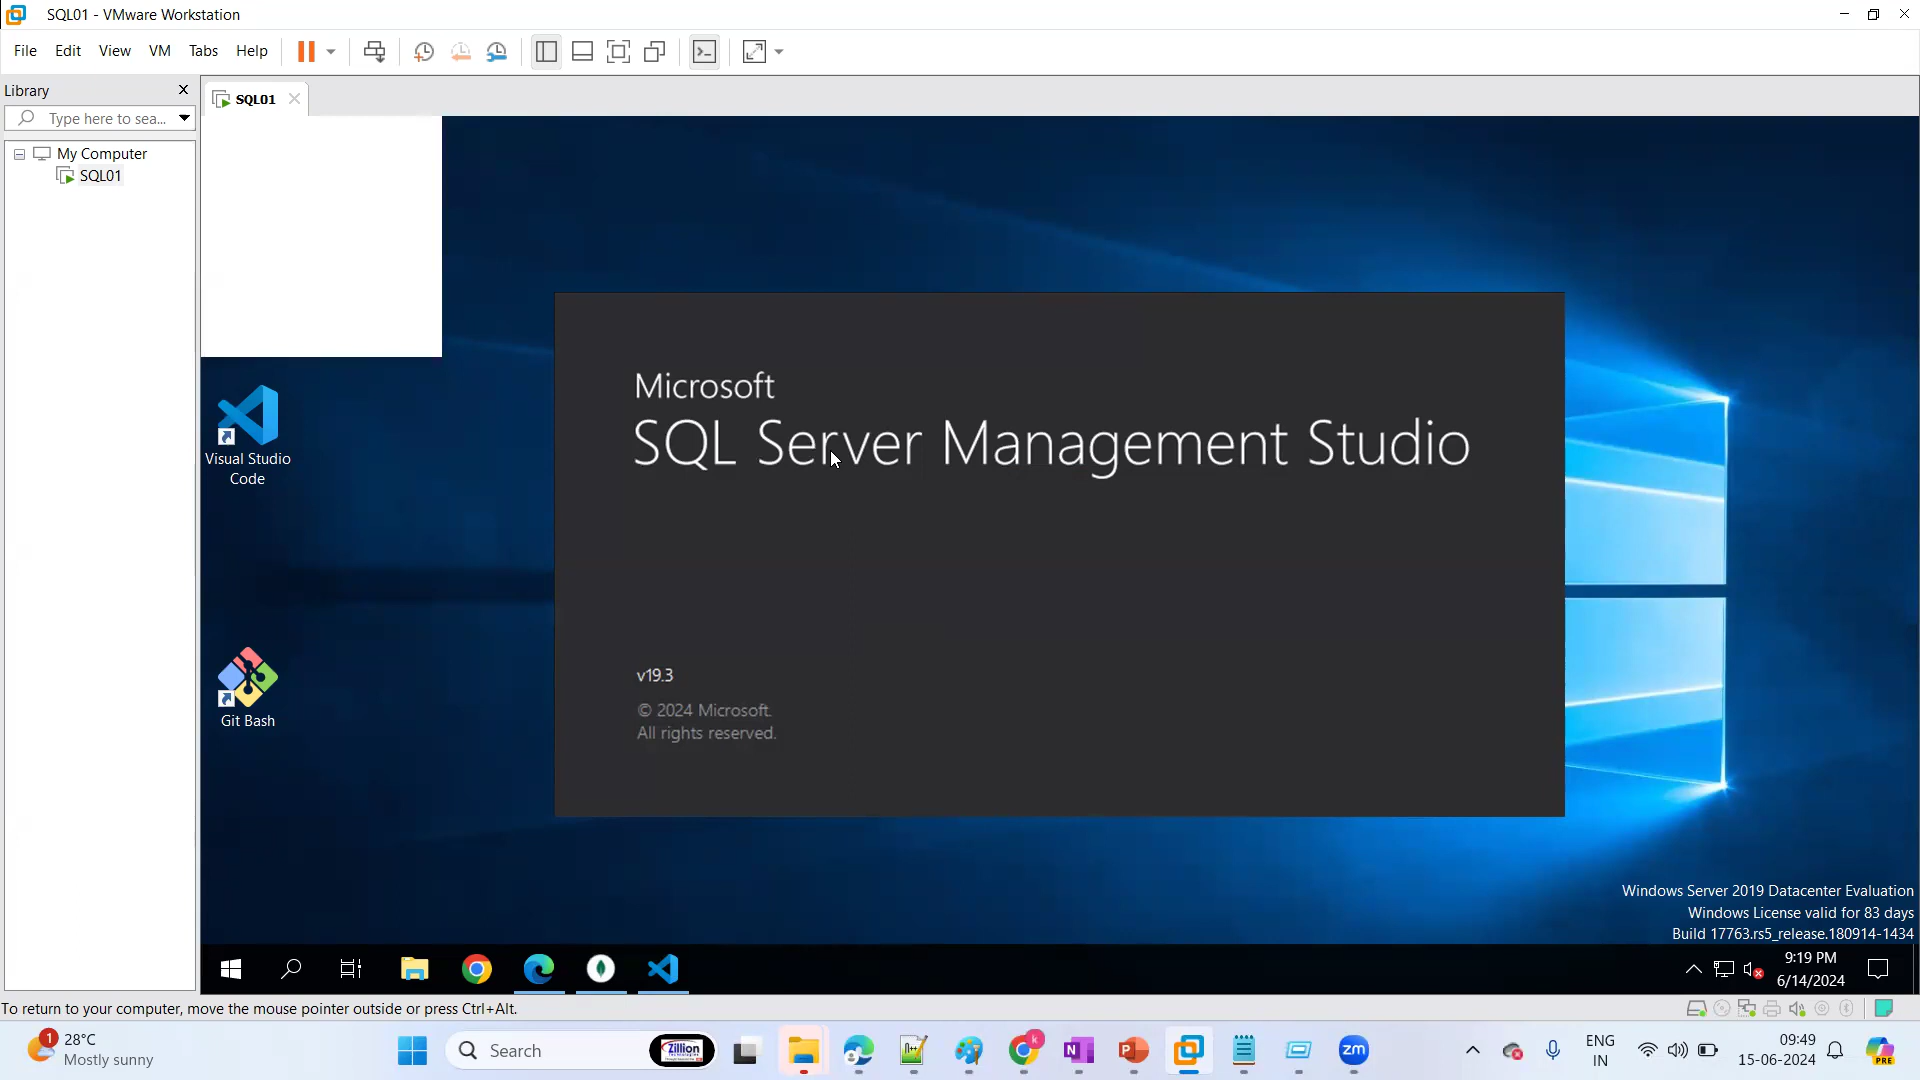 SQL01 - VMware Workstation
File Edit View VM Tabs Help
Library
SQL01
Type here to sea...
My Computer
SQL01
Microsoft
SQL Server Management Studio
Visual Studio
Code
v19.3
© 2024 Microsoft.
All rights reserved.
Git Bash
Windows Server 2019 Datacenter Evaluation
Windows License valid for 83 days
Build 17763.rs5_release.180914-1434
9:19 PM
6/14/2024
To return to your computer, move the mouse pointer outside or press Ctrl+Alt.
1
28°C
Mostly sunny
Search
Zillion
k
N
P
zm
ENG
IN
09:49
15-06-2024
PRE